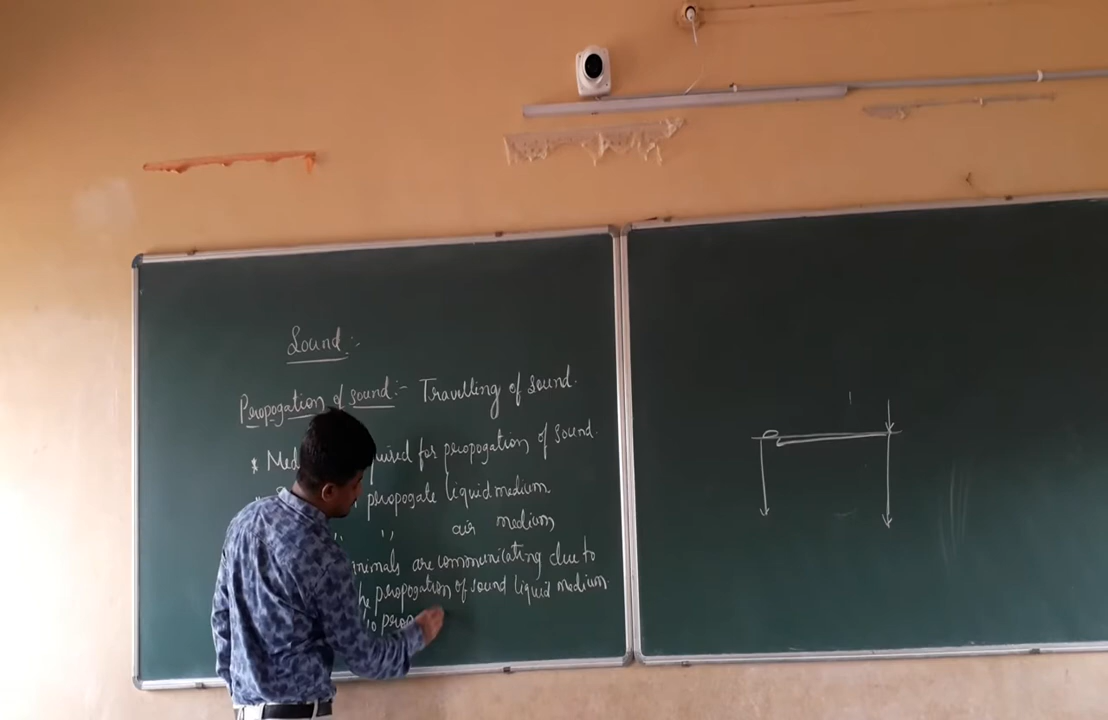 Sound :-
Propogation of sound :- Travelling of sound.
* Med uired for propogation of sound.
propogate liquid medium
" " air medium
nimals are communicating due to
he propogation of sound liquid medium.